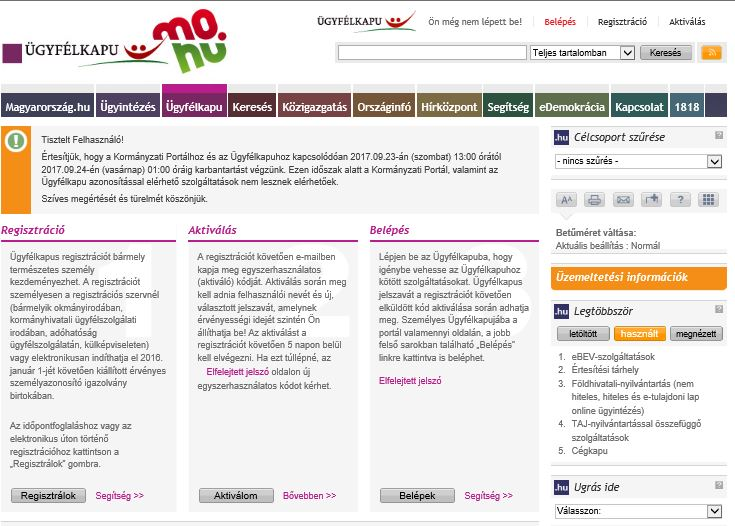 ÜGYFÉLKAPU
mo.hu
ÜGYFÉLKAPU
Ön még nem lépett be!
Belépés
Regisztráció
Aktiválás
Teljes tartalomban
Keresés
Magyarország.hu
Ügyintézés
Ügyfélkapu
Keresés
Közigazgatás
Országinfó
Hírközpont
Segítség
eDemokrácia
Kapcsolat
1818
Tisztelt Felhasználó!
Értesítjük, hogy a Kormányzati Portálhoz és az Ügyfélkapuhoz kapcsolódóan 2017.09.23-án (szombat) 13:00 órától
2017.09.24-én (vasárnap) 01:00 óráig karbantartást végzünk. Ezen időszak alatt a Kormányzati Portál, valamint az
Ügyfélkapu azonosítással elérhető szolgáltatások nem lesznek elérhetőek.
Szíves megértését és türelmét köszönjük.
Regisztráció
Ügyfélkapus regisztrációt bármely
természetes személy
kezdeményezhet. A regisztrációt
személyesen a regisztrációs szervnél
(bármelyik okmányirodában,
kormányhivatali ügyfélszolgálati
irodában, adóhatóság
ügyfélszolgálatán, külképviseleten)
vagy elektronikusan indíthatja el 2016.
január 1-jét követően kiállított érvényes
személyazonosító igazolvány
birtokában.
Az időpontfoglaláshoz vagy az
elektronikus úton történő
regisztrációhoz kattintson a
„Regisztrálok” gombra.
Regisztrálok
Segítség >>
Aktiválás
A regisztrációt követően e-mailben
kapja meg egyszerhasználatos
(aktiváló) kódját. Aktiválás során meg
kell adnia felhasználói nevét és új,
választott jelszavát, amelynek
érvényességi idejét szintén Ön
állíthatja be! Az aktiválást a
regisztrációt követően 5 napon belül
kell elvégezni. Ha ezt túllépné, az
Elfelejtett jelszó oldalon új
egyszerhasználatos kódot kérhet.
Aktiválom
Bővebben >>
Belépés
Lépjen be az Ügyfélkapuba, hogy
igénybe vehesse az Ügyfélkapuhoz
kötött szolgáltatásokat. Ügyfélkapus
jelszavát a regisztrációt követően
elküldött kód aktiválása során adhatja
meg. Személyes Ügyfélkapujába a
portál valamennyi oldalán, a jobb
felső sarokban található „Belépés”
linkre kattintva is beléphet.
Elfelejtett jelszó
Belépek
Segítség >>
.hu Célcsoport szűrése ?
- nincs szűrés -
AA ?
Betűméret váltása:
Aktuális beállítás : Normál
Üzemeltetési információk
.hu Legtöbbször ?
letöltött
használt
megnézett
1. eBEV-szolgáltatások
2. Értesítési tárhely
3. Földhivatali-nyilvántartás (nem
hiteles, hiteles és e-tulajdoni lap
online ügyintézés)
4. TAJ-nyilvántartással összefüggő
szolgáltatások
5. Cégkapu
.hu Ugrás ide ?
Válasszon: